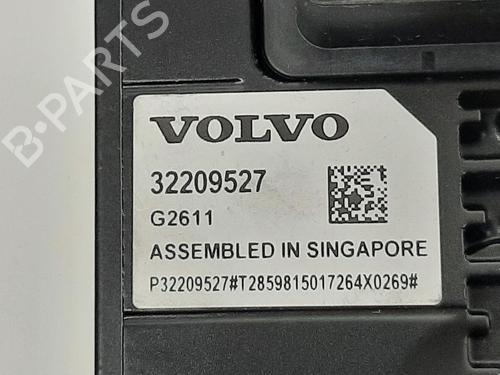 B-PARTS
VOLVO
32209527
G2611
ASSEMBLED IN SINGAPORE
P32209527#T2859815017264X0269#